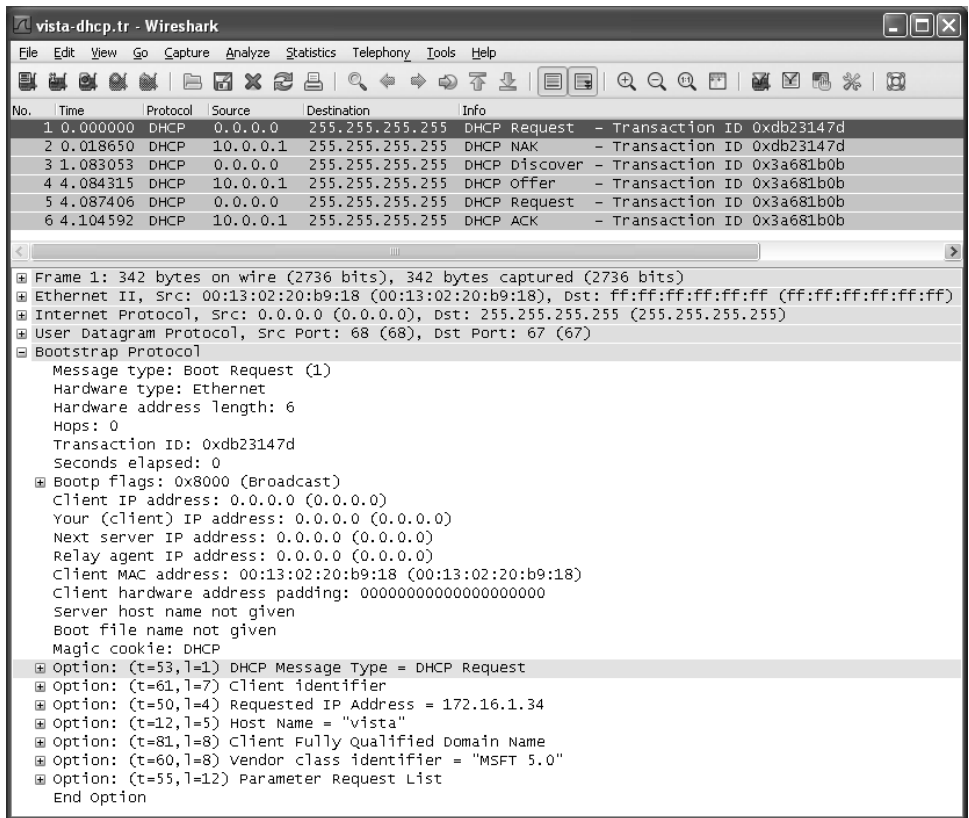 vista-dhcp.tr - Wireshark
File Edit View Go Capture Analyze Statistics Telephony Tools Help
No. Time Protocol Source Destination Info
1 0.000000 DHCP 0.0.0.0 255.255.255.255 DHCP Request - Transaction ID 0xdb23147d
2 0.018650 DHCP 10.0.0.1 255.255.255.255 DHCP NAK - Transaction ID 0xdb23147d
3 1.083053 DHCP 0.0.0.0 255.255.255.255 DHCP Discover - Transaction ID 0x3a681b0b
4 4.084315 DHCP 10.0.0.1 255.255.255.255 DHCP Offer - Transaction ID 0x3a681b0b
5 4.087406 DHCP 0.0.0.0 255.255.255.255 DHCP Request - Transaction ID 0x3a681b0b
6 4.104592 DHCP 10.0.0.1 255.255.255.255 DHCP ACK - Transaction ID 0x3a681b0b
Frame 1: 342 bytes on wire (2736 bits), 342 bytes captured (2736 bits)
Ethernet II, Src: 00:13:02:20:b9:18 (00:13:02:20:b9:18), Dst: ff:ff:ff:ff:ff:ff (ff:ff:ff:ff:ff:ff)
Internet Protocol, Src: 0.0.0.0 (0.0.0.0), Dst: 255.255.255.255 (255.255.255.255)
User Datagram Protocol, Src Port: 68 (68), Dst Port: 67 (67)
Bootstrap Protocol
Message type: Boot Request (1)
Hardware type: Ethernet
Hardware address length: 6
Hops: 0
Transaction ID: 0xdb23147d
Seconds elapsed: 0
Bootp flags: 0x8000 (Broadcast)
Client IP address: 0.0.0.0 (0.0.0.0)
Your (client) IP address: 0.0.0.0 (0.0.0.0)
Next server IP address: 0.0.0.0 (0.0.0.0)
Relay agent IP address: 0.0.0.0 (0.0.0.0)
Client MAC address: 00:13:02:20:b9:18 (00:13:02:20:b9:18)
Client hardware address padding: 00000000000000000000
Server host name not given
Boot file name not given
Magic cookie: DHCP
Option: (t=53,l=1) DHCP Message Type = DHCP Request
Option: (t=61,l=7) Client identifier
Option: (t=50,l=4) Requested IP Address = 172.16.1.34
Option: (t=12,l=5) Host Name = "vista"
Option: (t=81,l=8) Client Fully Qualified Domain Name
Option: (t=60,l=8) Vendor class identifier = "MSFT 5.0"
Option: (t=55,l=12) Parameter Request List
End Option